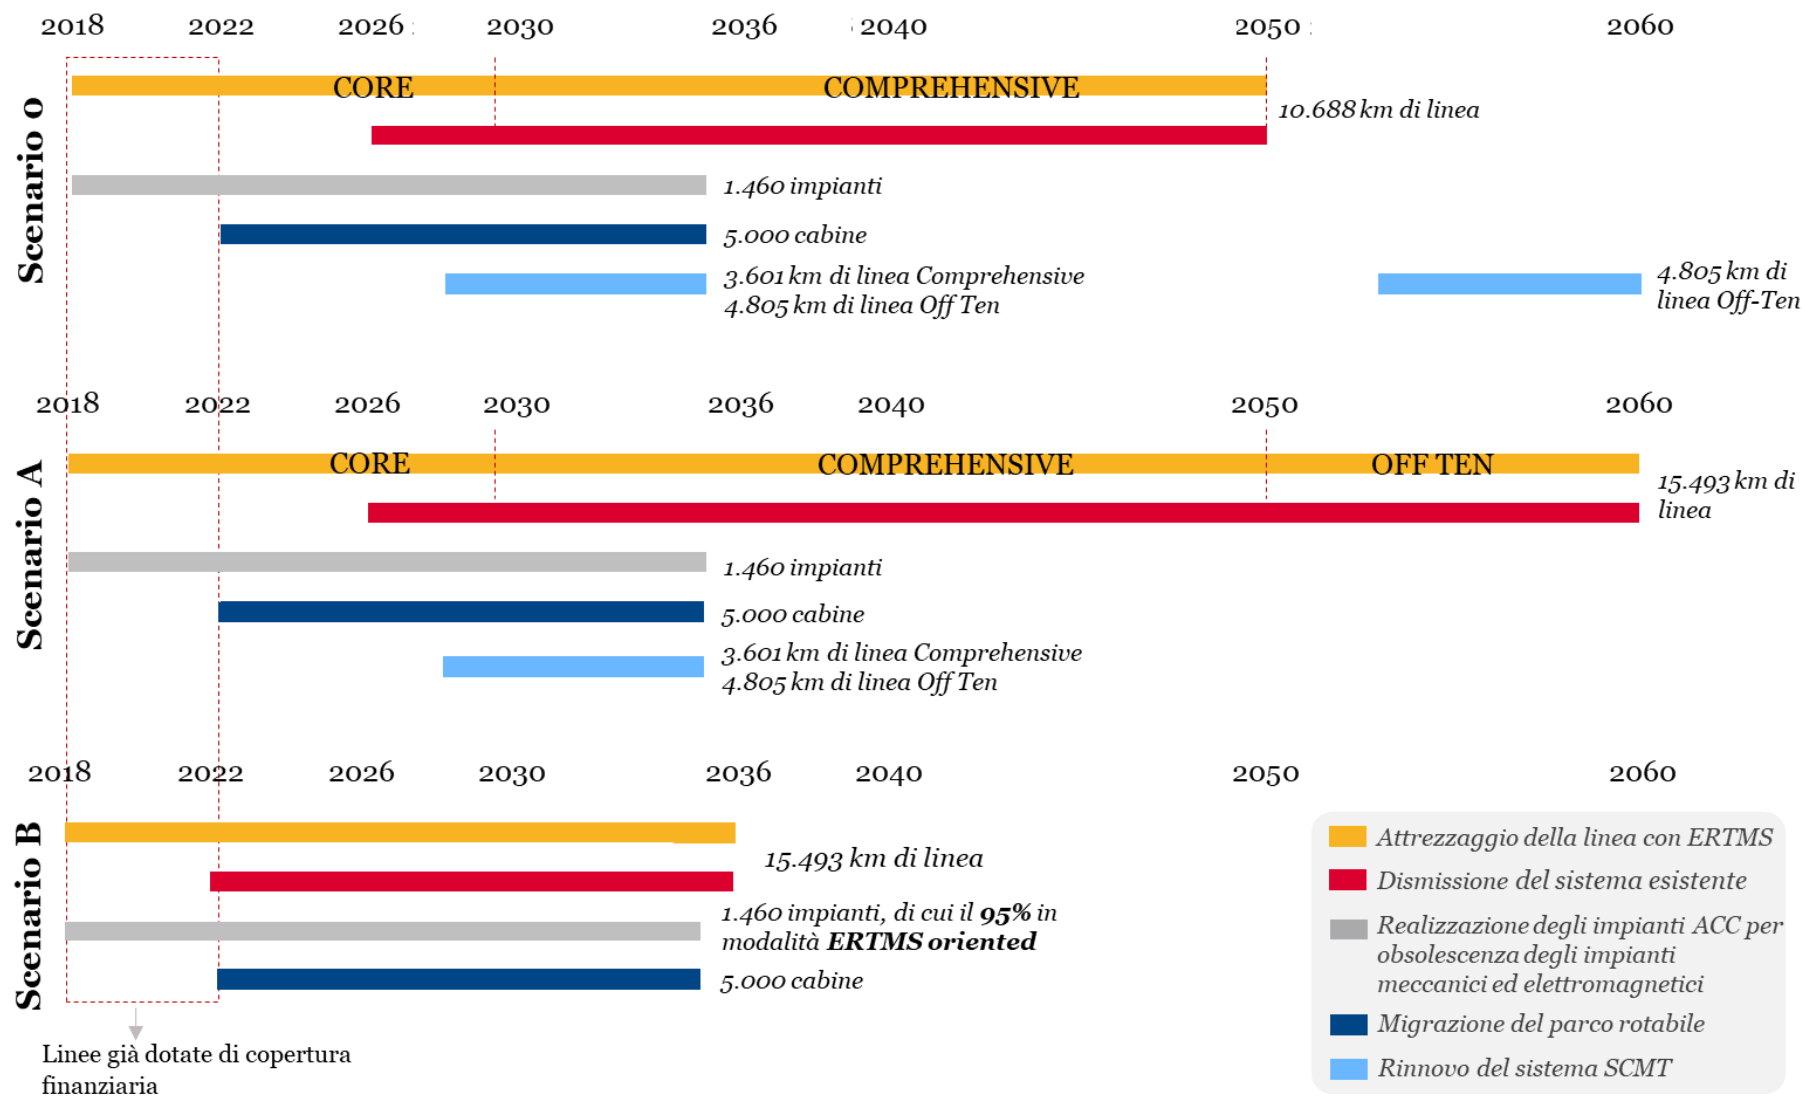 2018 2022 2026 2030 2036 2040 2050 2060
Scenario 0
CORE COMPREHENSIVE
10.688 km di linea
1.460 impianti
5.000 cabine
3.601 km di linea Comprehensive
4.805 km di linea Off Ten
4.805 km di
linea Off-Ten
2018 2022 2026 2030 2036 2040 2050 2060
Scenario A
CORE COMPREHENSIVE OFF TEN
15.493 km di
linea
1.460 impianti
5.000 cabine
3.601 km di linea Comprehensive
4.805 km di linea Off Ten
2018 2022 2026 2030 2036 2040 2050 2060
Scenario B
15.493 km di linea
1.460 impianti, di cui il 95% in
modalità ERTMS oriented
5.000 cabine
Linee già dotate di copertura
finanziaria
Attrezzaggio della linea con ERTMS
Dismissione del sistema esistente
Realizzazione degli impianti ACC per
obsolescenza degli impianti
meccanici ed elettromagnetici
Migrazione del parco rotabile
Rinnovo del sistema SCMT